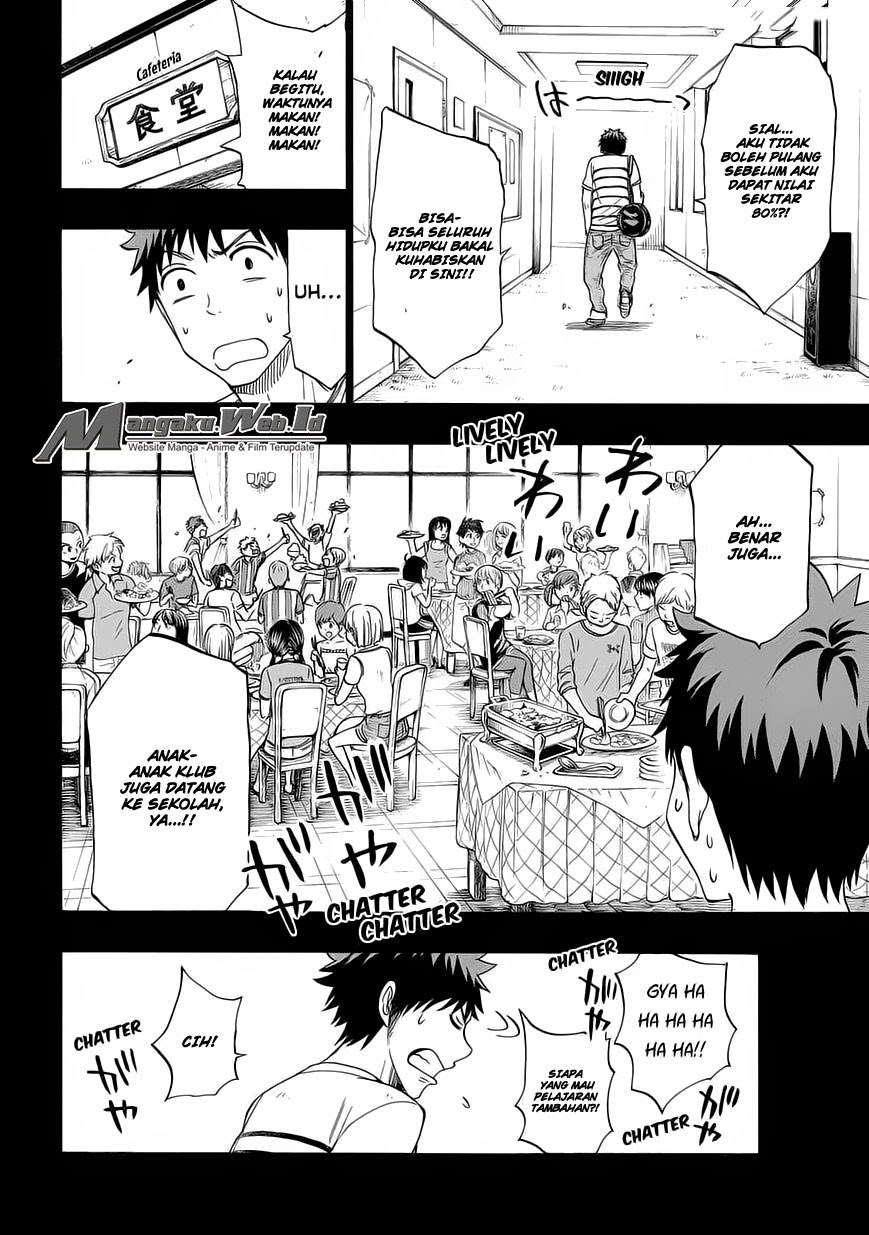 SIAL...
AKU TIDAK
BOLEH PULANG
SEBELUM AKU
DAPAT NILAI
SEKITAR
80%?!
SIIIGH
は〜
BISA-
BISA SELURUH
HIDUPKU BAKAL
KUHABISKAN
DI SINI!!
KALAU
BEGITU,
WAKTUNYA
MAKAN!
MAKAN!
MAKAN!
Cafeteria
食堂
UH...
Mangaku.Web.Id
Website Manga - Anime & Film Terupdate
AH...
BENAR
JUGA...
LIVELY
LIVELY
わい
わい
ANAK-
ANAK KLUB
JUGA DATANG
KE SEKOLAH,
YA...!!
ガヤ
ガヤ
CHATTER
CHATTER
GYA HA
HA HA HA
HA HA!!
CHATTER
ガヤ
ガヤ
CHATTER
SIAPA
YANG MAU
PELAJARAN
TAMBAHAN?!
CIH!
CHATTER
ガヤ